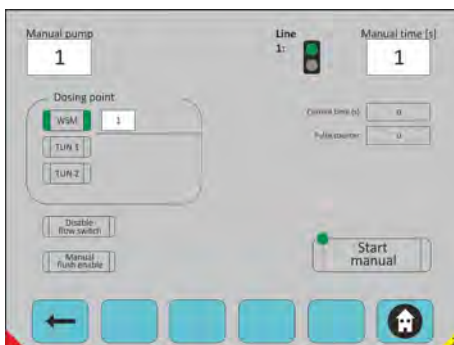 Manual pump
1
Line
1:
Manual time [s]
1
Dosing point
WSM
1
TUN 1
TUN 2
Current time (s)
0
Pulse counter
0
Disable
flow switch
Manual
flush enable
Start
manual